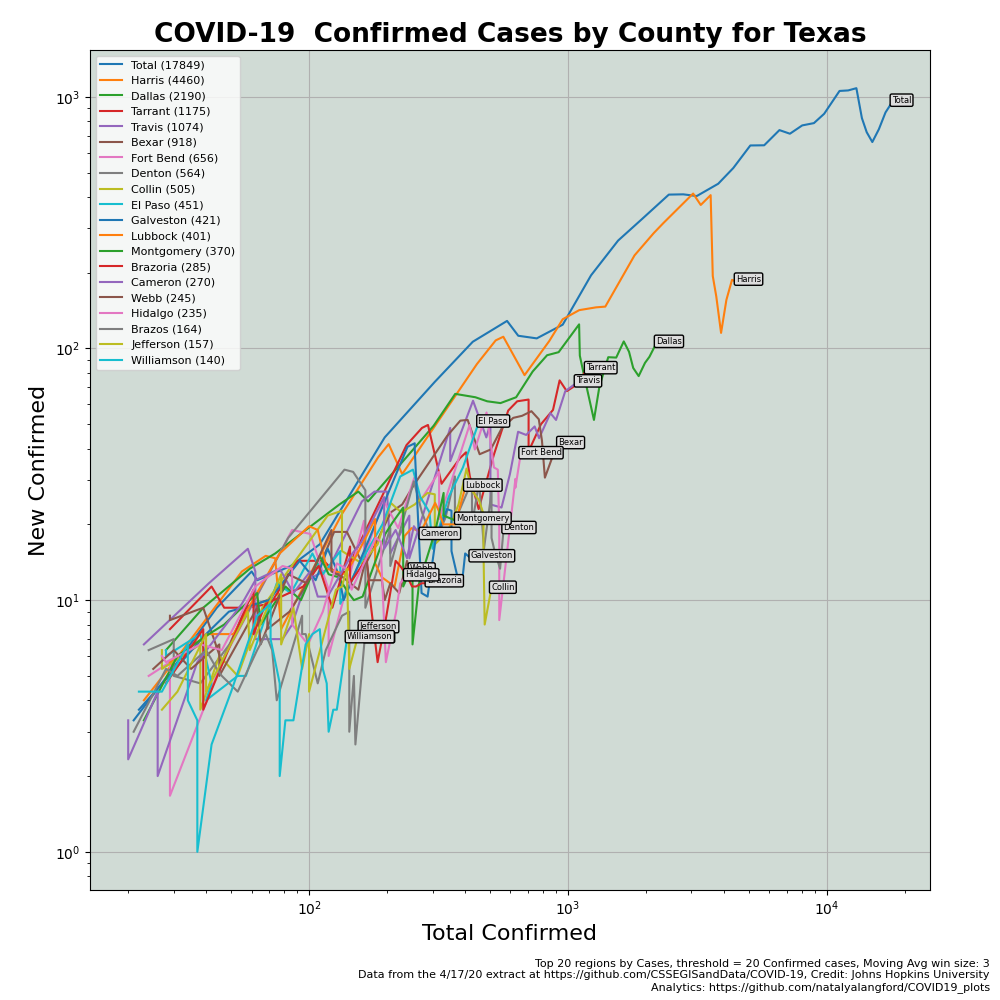 COVID-19  Confirmed Cases by County for Texas
Total (17849)
Harris (4460)
Dallas (2190)
Tarrant (1175)
Travis (1074)
Bexar (918)
Fort Bend (656)
Denton (564)
Collin (505)
El Paso (451)
Galveston (421)
Lubbock (401)
Montgomery (370)
Brazoria (285)
Cameron (270)
Webb (245)
Hidalgo (235)
Brazos (164)
Jefferson (157)
Williamson (140)
New Confirmed
10³
10²
10¹
10⁰
Total
Harris
Dallas
Tarrant
Travis
El Paso
Bexar
Fort Bend
Lubbock
Montgomery
Denton
Cameron
Galveston
Webb
Hidalgo
Brazoria
Collin
Jefferson
Williamson
10²
10³
10⁴
Total Confirmed
Top 20 regions by Cases, threshold = 20 Confirmed cases, Moving Avg win size: 3
Data from the 4/17/20 extract at https://github.com/CSSEGISandData/COVID-19, Credit: Johns Hopkins University
Analytics: https://github.com/natalyalangford/COVID19_plots